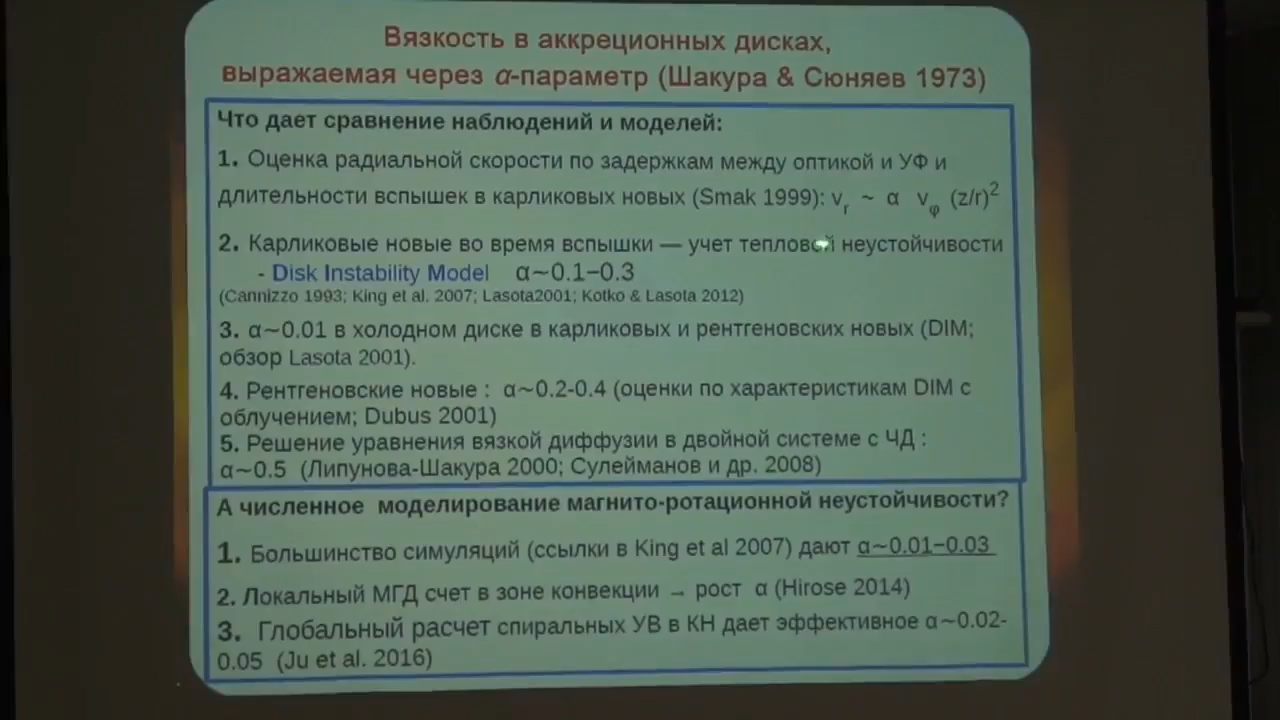 Вязкость в аккреционных дисках,
выражаемая через α-параметр (Шакура & Сюняев 1973)
Что дает сравнение наблюдений и моделей:
1. Оценка радиальной скорости по задержкам между оптикой и УФ и
длительности вспышек в карликовых новых (Smak 1999): v_r ~ α v_φ (z/r)²
2. Карликовые новые во время вспышки — учет тепловой неустойчивости
- Disk Instability Model α~0.1−0.3
(Cannizzo 1993; King et al. 2007; Lasota2001; Kotko & Lasota 2012)
3. α~0.01 в холодном диске в карликовых и рентгеновских новых (DIM;
обзор Lasota 2001).
4. Рентгеновские новые : α~0.2-0.4 (оценки по характеристикам DIM с
облучением; Dubus 2001)
5. Решение уравнения вязкой диффузии в двойной системе с ЧД :
α~0.5 (Липунова-Шакура 2000; Сулейманов и др. 2008)
А численное моделирование магнито-ротационной неустойчивости?
1. Большинство симуляций (ссылки в King et al 2007) дают α~0.01−0.03
2. Локальный МГД счет в зоне конвекции → рост α (Hirose 2014)
3. Глобальный расчет спиральных УВ в КН дает эффективное α~0.02-
0.05 (Ju et al. 2016)